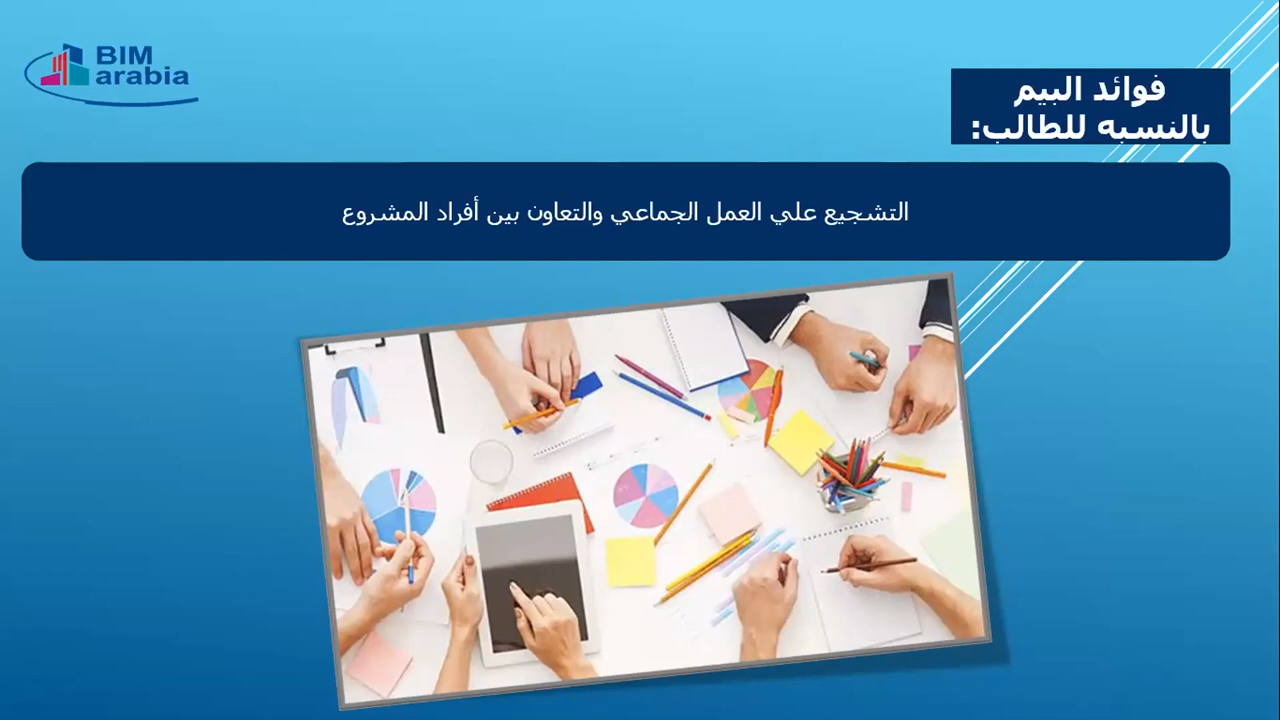 BIM
arabia
فوائد البيم
بالنسبه للطالب:
التشجيع علي العمل الجماعي والتعاون بين أفراد المشروع